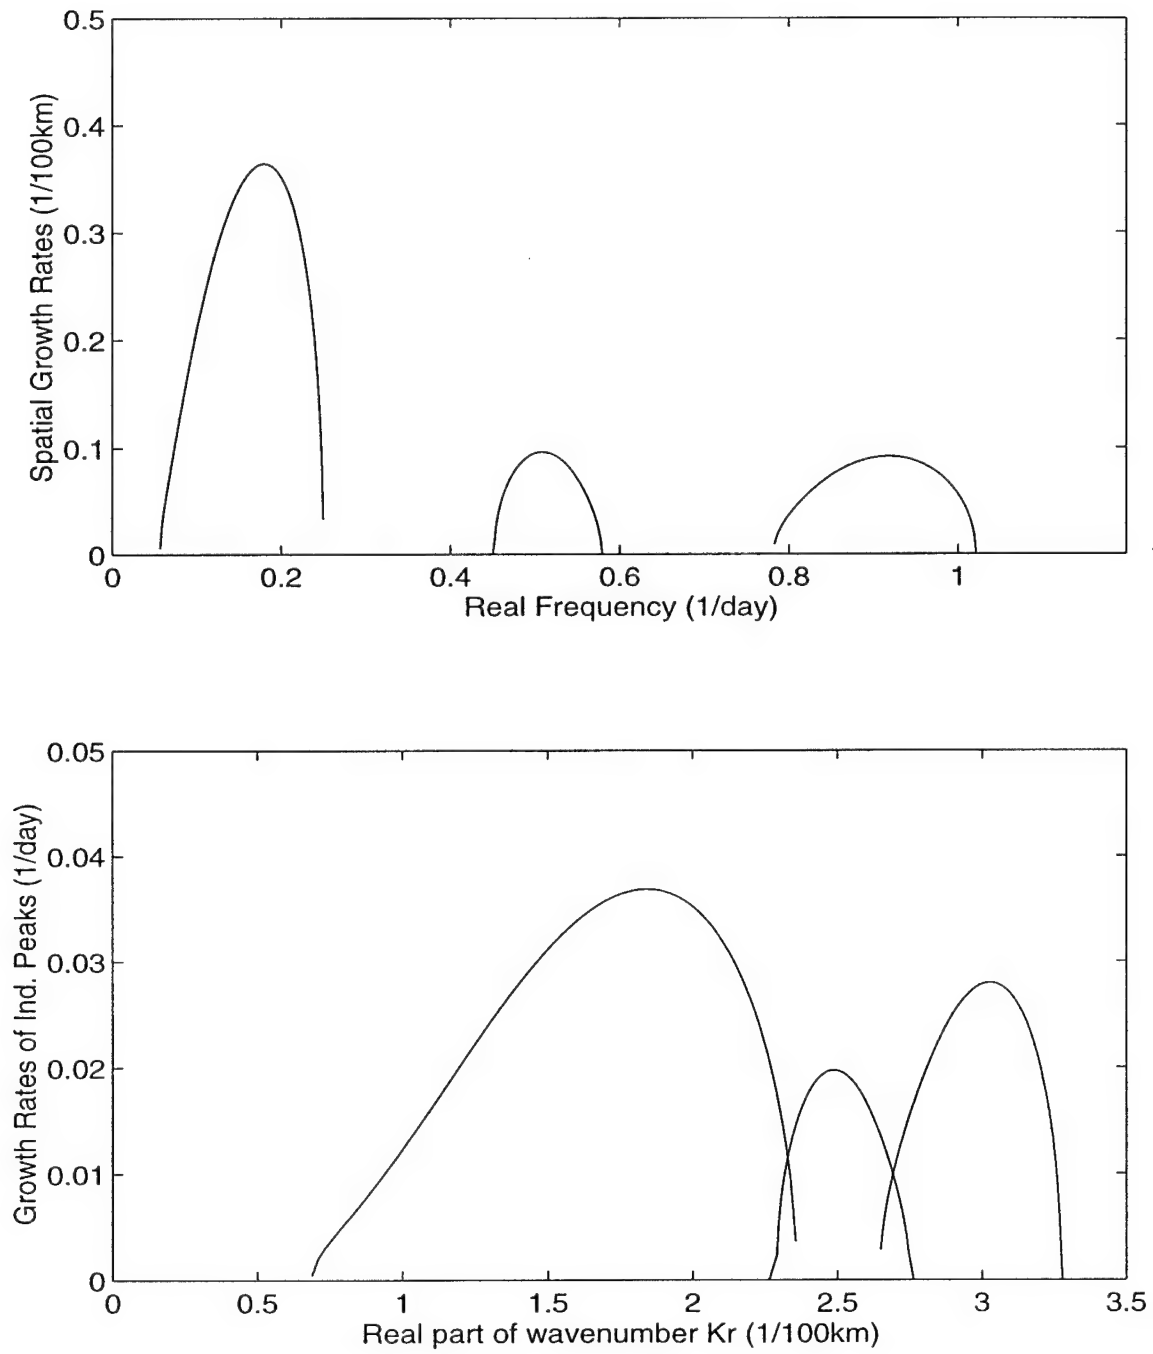 0.5
0.4
0.3
0.2
0.1
0
Spatial Growth Rates (1/100km)
0 0.2 0.4 0.6 0.8 1
Real Frequency (1/day)
0.05
0.04
0.03
0.02
0.01
0
Growth Rates of Ind. Peaks (1/day)
0 0.5 1 1.5 2 2.5 3 3.5
Real part of wavenumber Kr (1/100km)